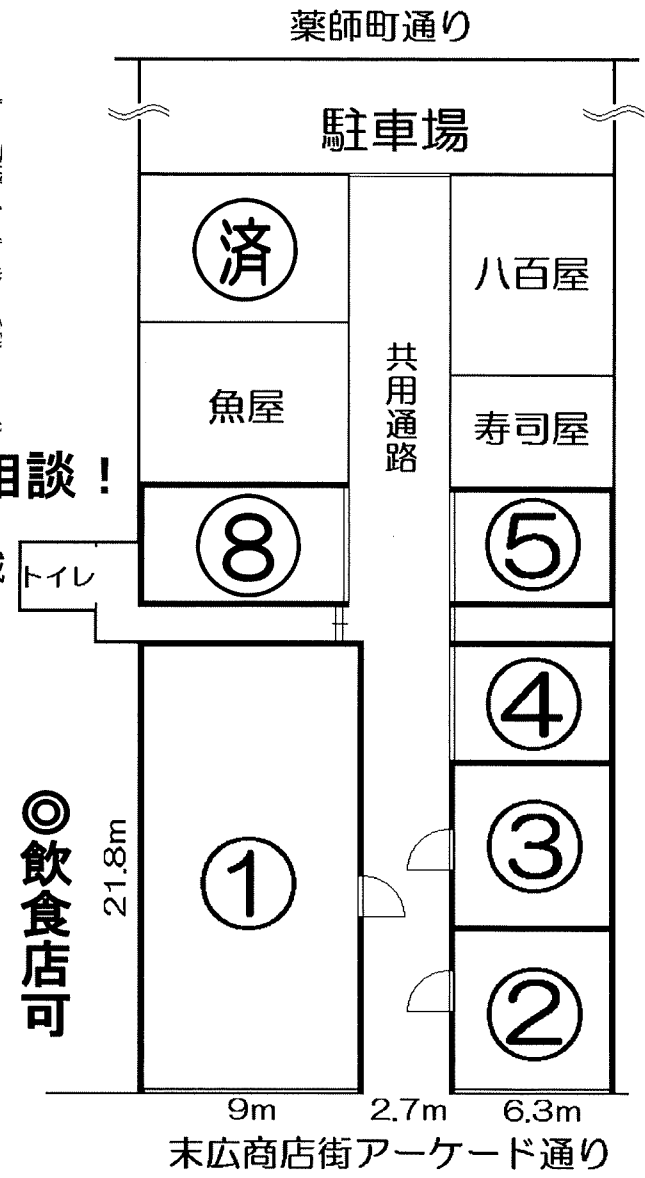 薬師町通り
駐車場
済
八百屋
共用通路
魚屋
寿司屋
相談！
⑧
⑤
トイレ
④
③
①
②
◎飲食店可
21.8m
9m
2.7m
6.3m
末広商店街アーケード通り